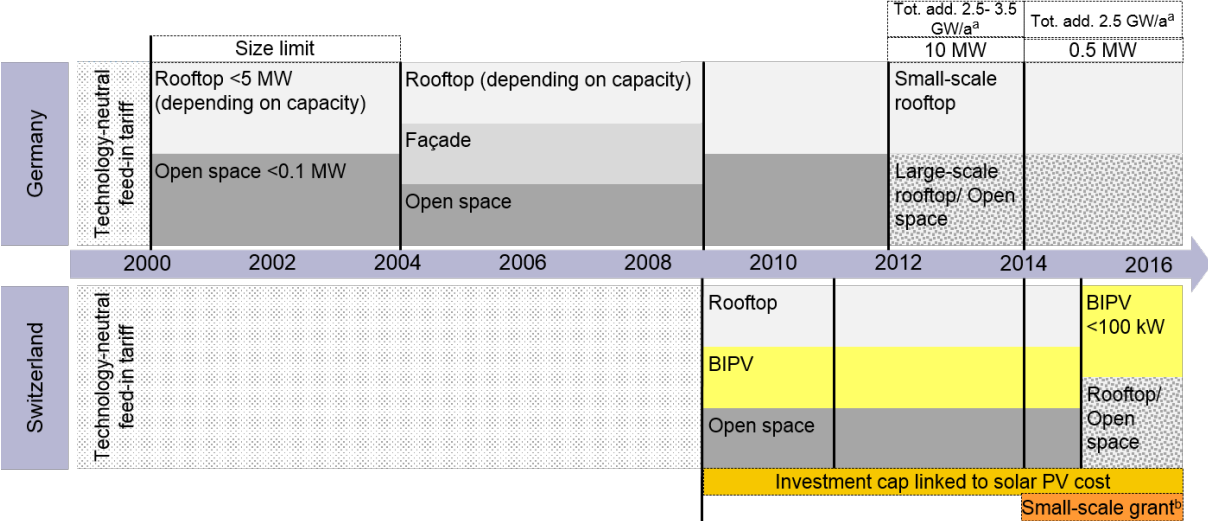 Tot. add. 2.5- 3.5
GW/aᵃ
Tot. add. 2.5 GW/aᵃ
Size limit
10 MW
0.5 MW
Germany
Technology-neutral
feed-in tariff
Rooftop <5 MW
(depending on capacity)
Open space <0.1 MW
Rooftop (depending on capacity)
Façade
Open space
Small-scale
rooftop
Large-scale
rooftop/ Open
space
2000
2002
2004
2006
2008
2010
2012
2014
2016
Switzerland
Technology-neutral
feed-in tariff
Rooftop
BIPV
Open space
BIPV
<100 kW
Rooftop/
Open
space
Investment cap linked to solar PV cost
Small-scale grantᵇ